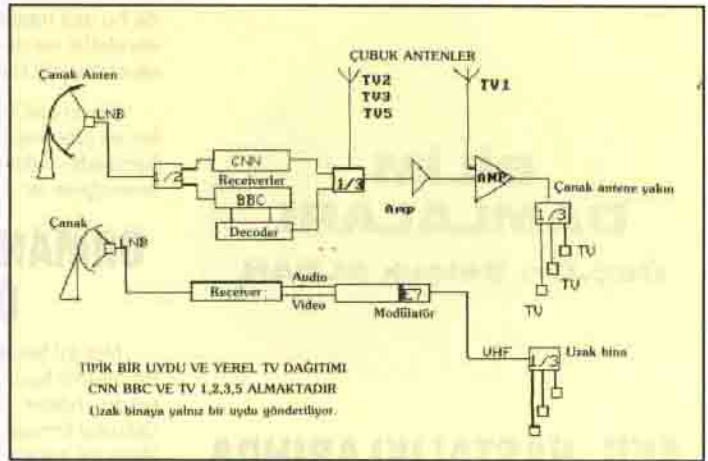 ÇUBUK ANTENLER
Çanak Anten
TV2
TV3
TV5
TV1
LNB
CNN
1/2
Receiverler
BBC
Decoder
1/3
Amp
AMP
Çanak antene yakın
1/3
TV
TV
TV
Çanak
LNB
Receiver
Audio
Video
Modülatör
UHF
1/3
Uzak bina
TİPİK BİR UYDU VE YEREL TV DAĞITIMI
CNN BBC VE TV 1,2,3,5 ALMAKTADIR
Uzak binaya yalnız bir uydu gönderiliyor.